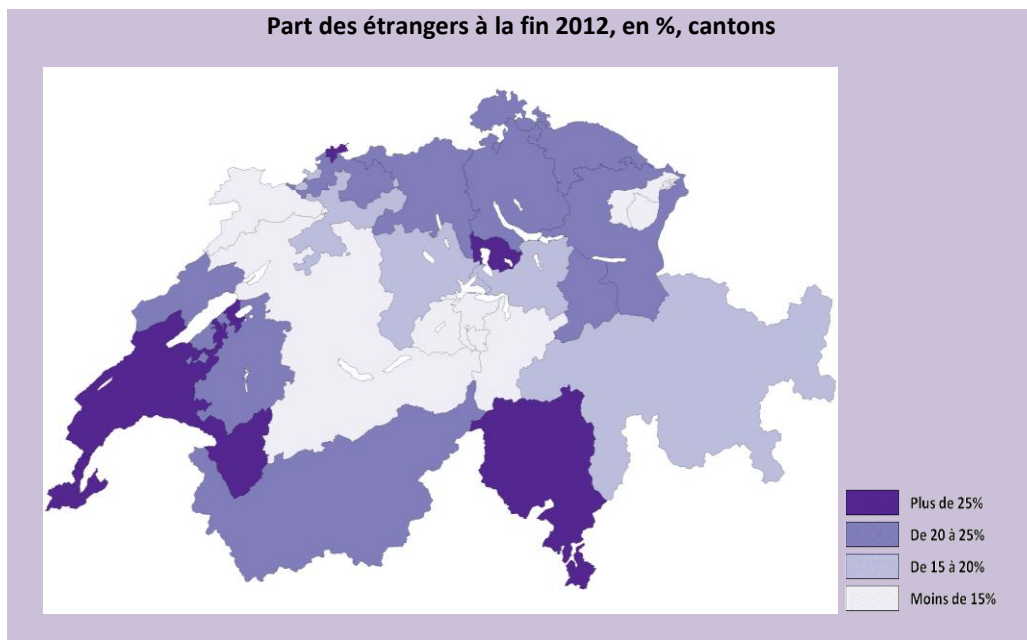 Part des étrangers à la fin 2012, en %, cantons
Plus de 25%
De 20 à 25%
De 15 à 20%
Moins de 15%